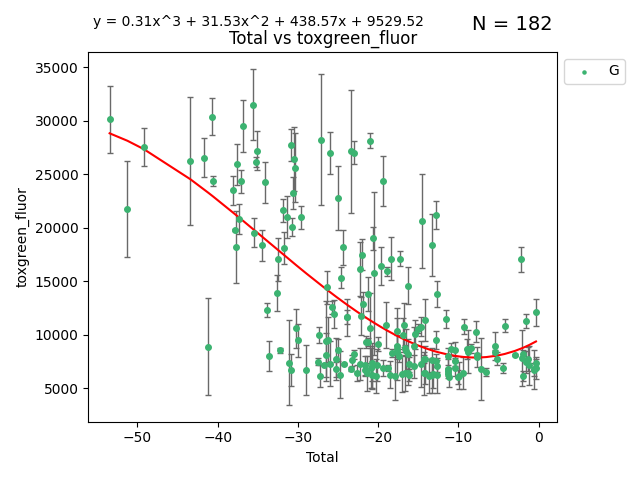 y = 0.31x^3 + 31.53x^2 + 438.57x + 9529.52
N = 182
Total vs toxgreen_fluor
G
35000
30000
25000
20000
15000
10000
5000
toxgreen_fluor
−50
−40
−30
−20
−10
0
Total